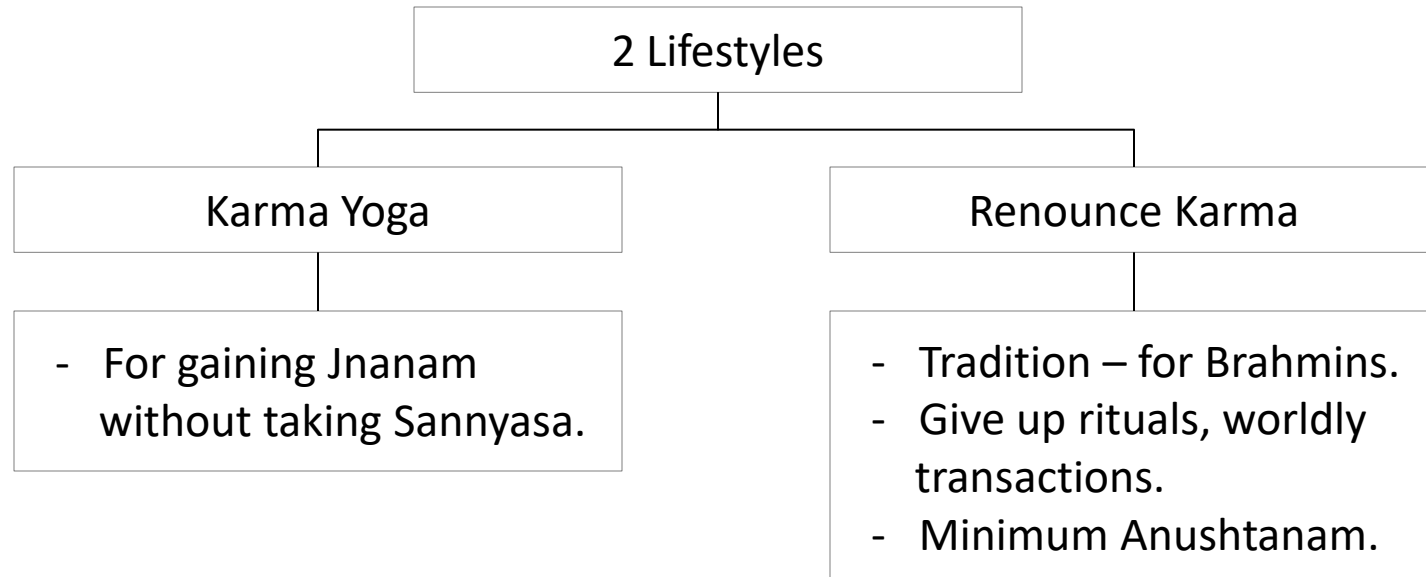 2 Lifestyles
Karma Yoga
Renounce Karma
- For gaining Jnanam
without taking Sannyasa.
- Tradition – for Brahmins.
- Give up rituals, worldly
transactions.
- Minimum Anushtanam.